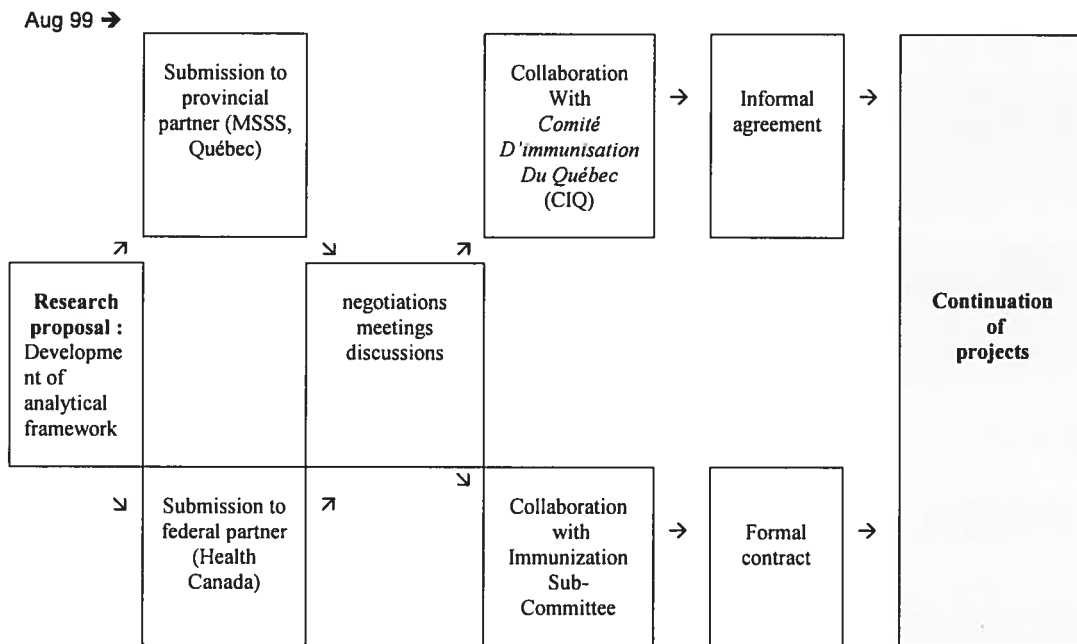 Aug 99 →
Submission to
provincial
partner (MSSS,
Québec)
Collaboration
With
Comité
D'immunisation
Du Québec
(CIQ)
→
Informal
agreement
→
↗
↘
↗
Research
proposal :
Developme
nt of
analytical
framework
negotiations
meetings
discussions
Continuation
of
projects
↘
Submission to
federal partner
(Health
Canada)
↗
↘
Collaboration
with
Immunization
Sub-
Committee
→
Formal
contract
→